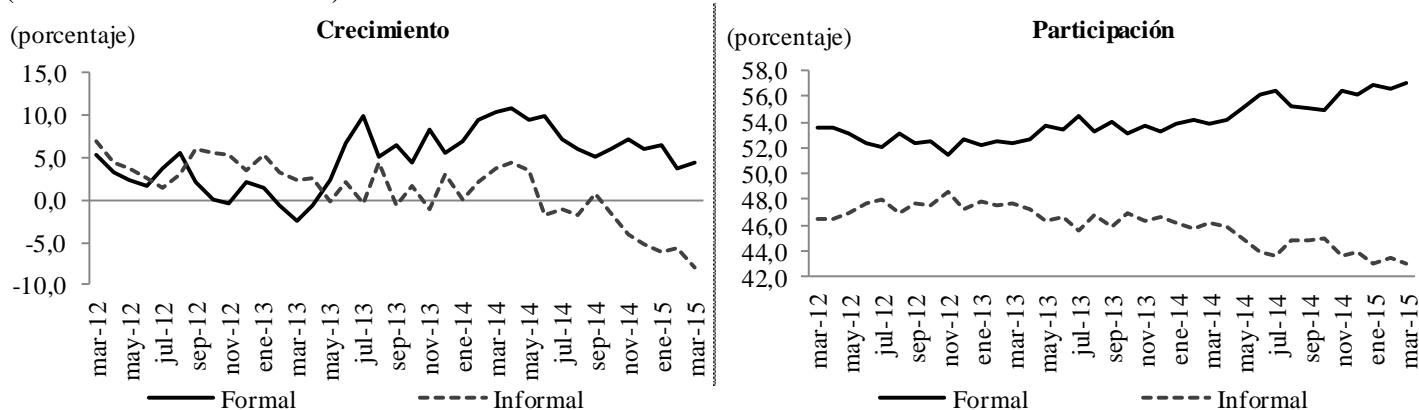 (porcentaje)
Crecimiento
15,0
10,0
5,0
0,0
-5,0
-10,0
mar-12
may-12
jul-12
sep-12
nov-12
ene-13
mar-13
may-13
jul-13
sep-13
nov-13
ene-14
mar-14
may-14
jul-14
sep-14
nov-14
ene-15
mar-15
Formal
Informal
(porcentaje)
Participación
58,0
56,0
54,0
52,0
50,0
48,0
46,0
44,0
42,0
mar-12
may-12
jul-12
sep-12
nov-12
ene-13
mar-13
may-13
jul-13
sep-13
nov-13
ene-14
mar-14
may-14
jul-14
sep-14
nov-14
ene-15
mar-15
Formal
Informal